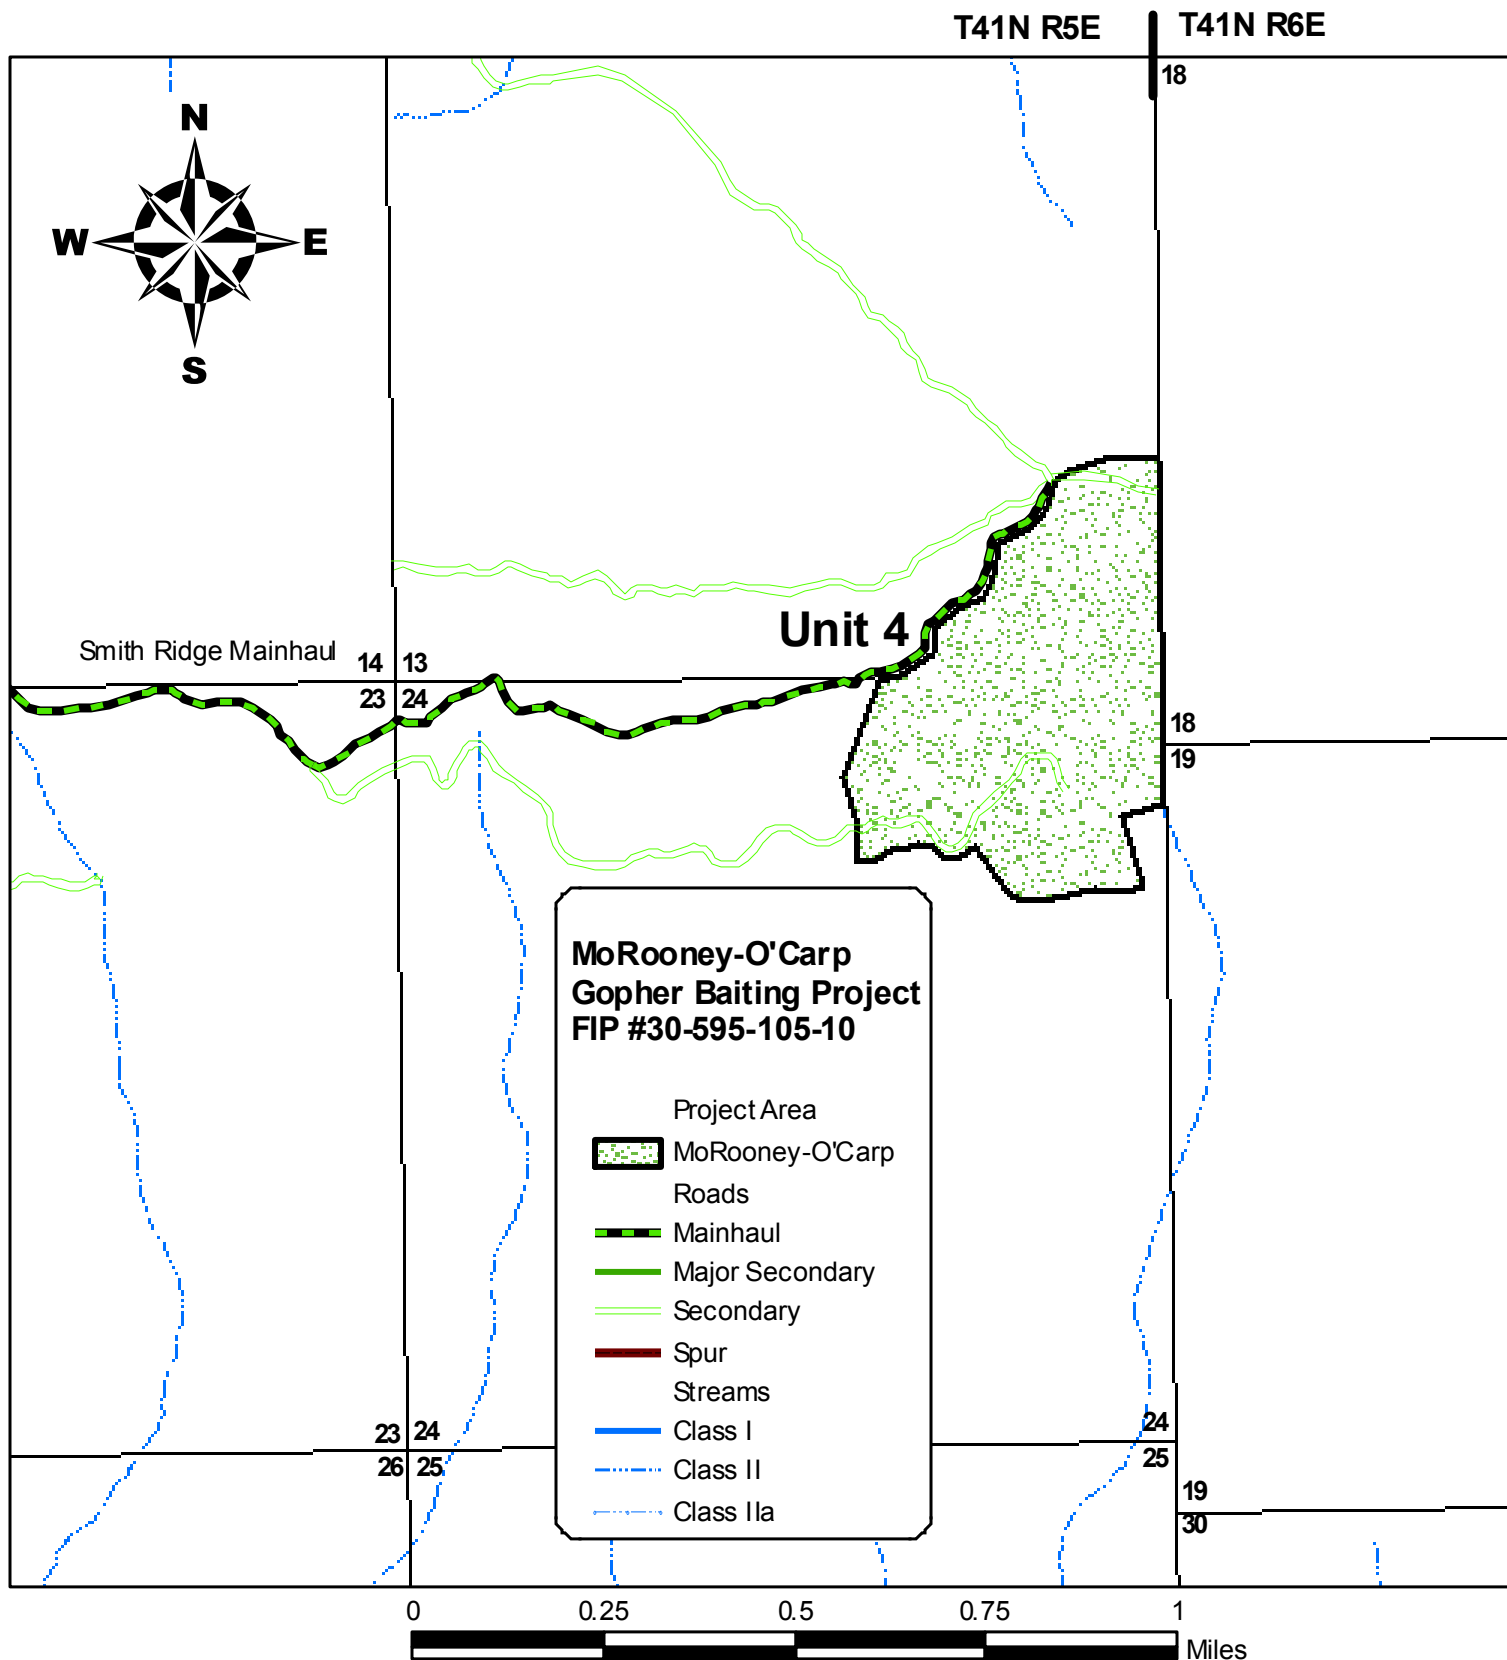 T41N R5E
T41N R6E
18
N
W
E
S
Unit 4
Smith Ridge Mainhaul
14
13
23
24
18
19
MoRooney-O'Carp
Gopher Baiting Project
FIP #30-595-105-10
Project Area
MoRooney-O'Carp
Roads
Mainhaul
Major Secondary
Secondary
Spur
Streams
Class I
Class II
Class IIa
23
24
26
25
24
25
19
30
0
0.25
0.5
0.75
1
Miles